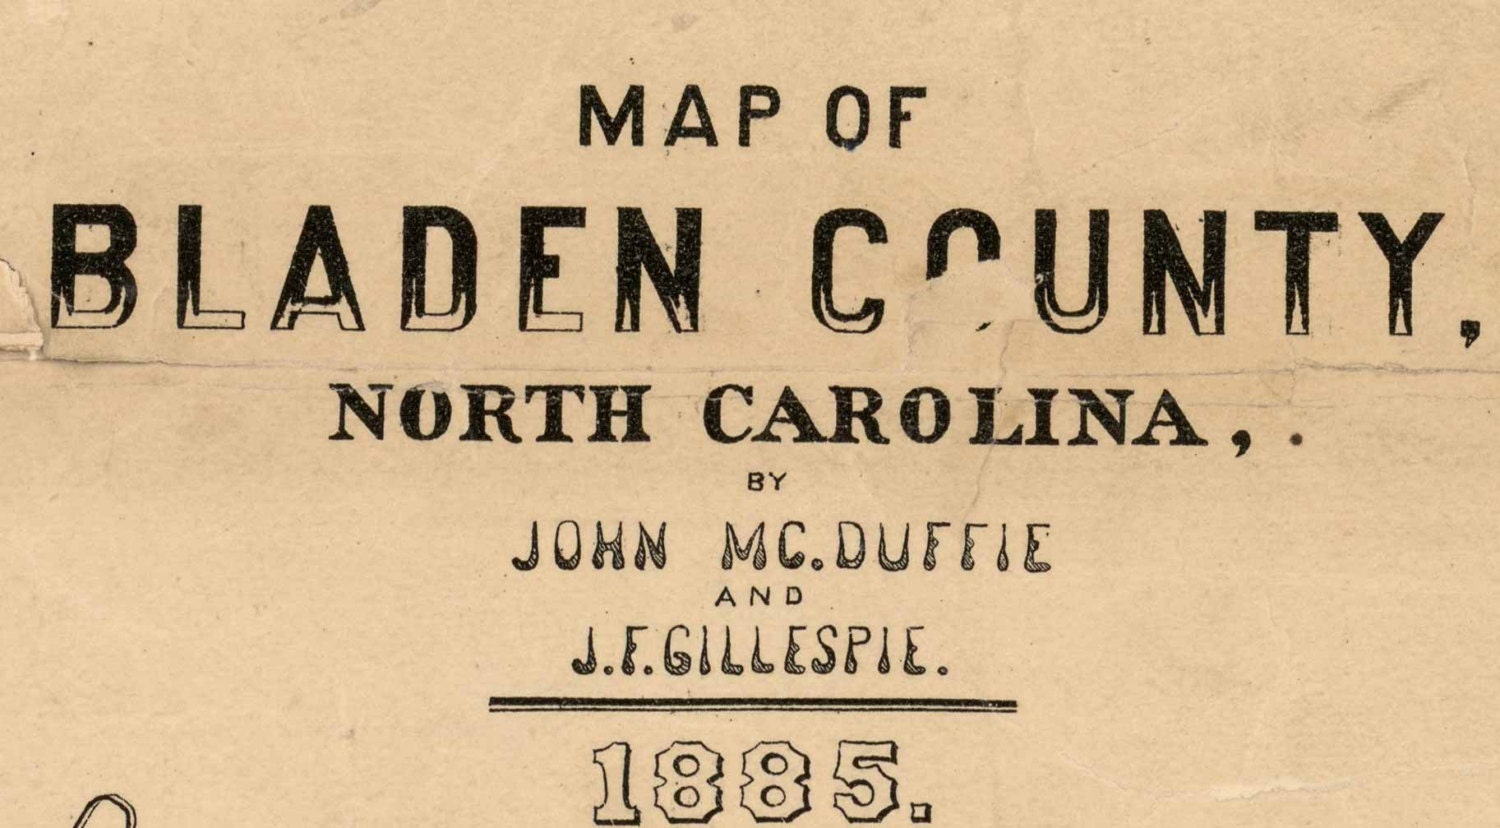 MAP OF
BLADEN COUNTY,
NORTH CAROLINA,
BY
JOHN MC.DUFFIE
AND
J.F.GILLESPIE.
1885.